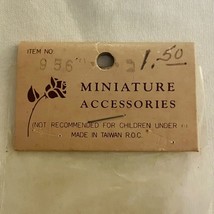 ITEM NO
956
1.50
MINIATURE
ACCESSORIES
(NOT RECOMMENDED FOR CHILDREN UNDER
MADE IN TAIWAN R.O.C.